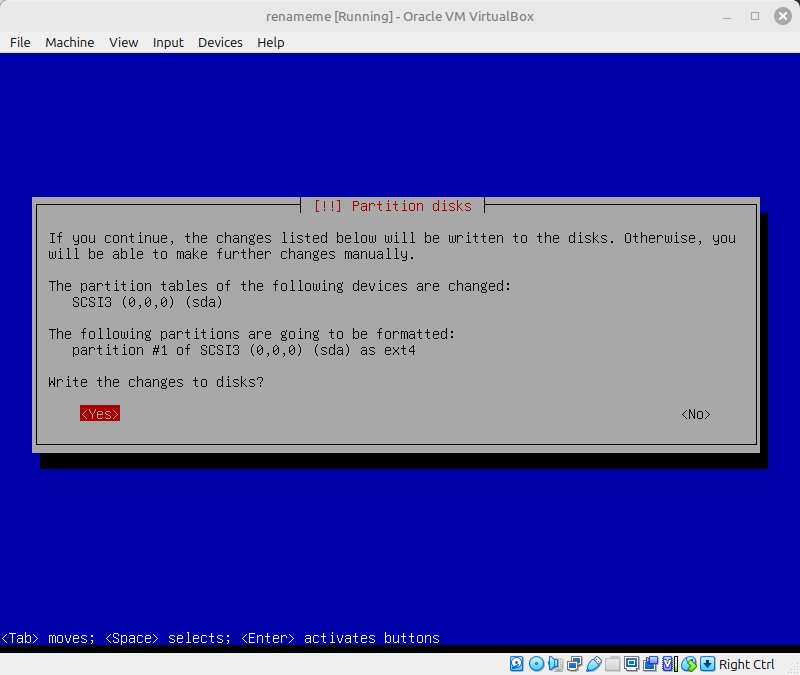 renameme [Running] - Oracle VM VirtualBox
File Machine View Input Devices Help
[!!] Partition disks
If you continue, the changes listed below will be written to the disks. Otherwise, you
will be able to make further changes manually.
The partition tables of the following devices are changed:
SCSI3 (0,0,0) (sda)
The following partitions are going to be formatted:
partition #1 of SCSI3 (0,0,0) (sda) as ext4
Write the changes to disks?
<Yes> <No>
<Tab> moves; <Space> selects; <Enter> activates buttons
Right Ctrl